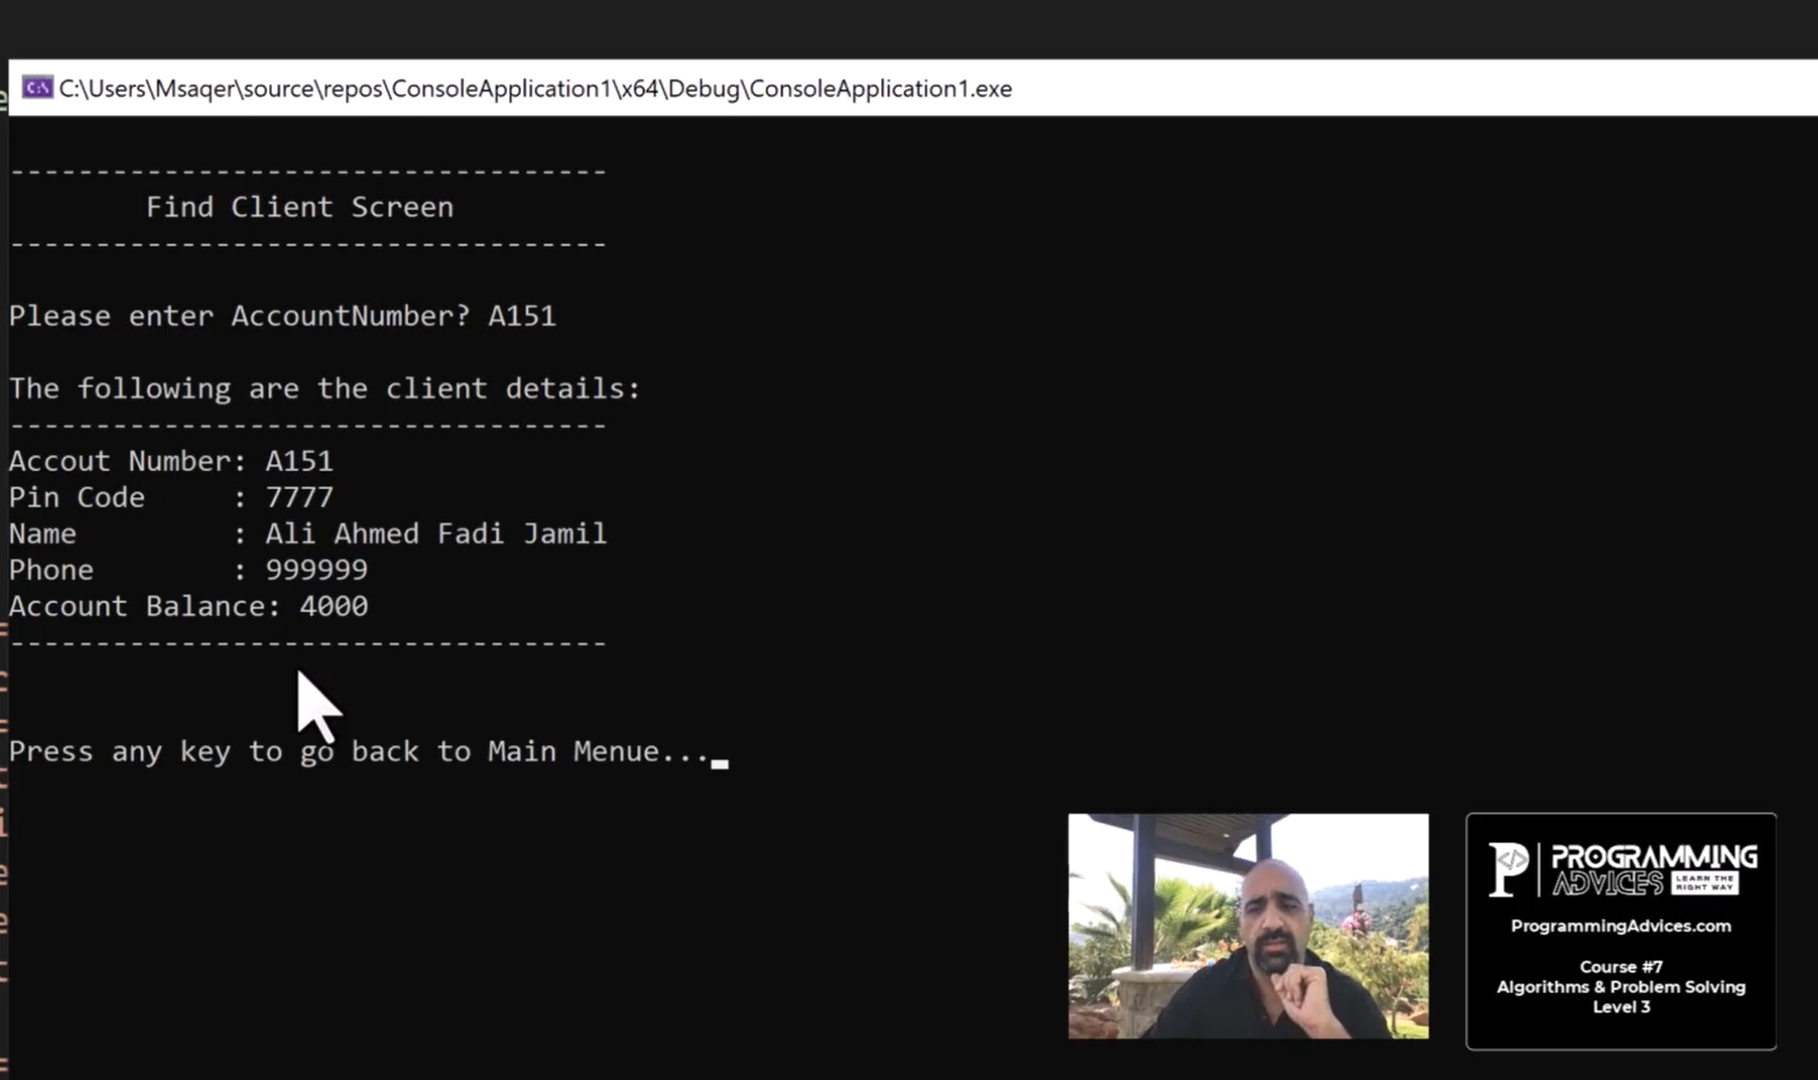 C:\Users\Msaqer\source\repos\ConsoleApplication1\x64\Debug\ConsoleApplication1.exe
-----------------------------------
Find Client Screen
-----------------------------------
Please enter AccountNumber? A151
The following are the client details:
-----------------------------------
Accout Number: A151
Pin Code     : 7777
Name         : Ali Ahmed Fadi Jamil
Phone        : 999999
Account Balance: 4000
-----------------------------------
Press any key to go back to Main Menue...
PROGRAMMING
ADVICES LEARN THE RIGHT WAY
ProgrammingAdvices.com
Course #7
Algorithms & Problem Solving
Level 3